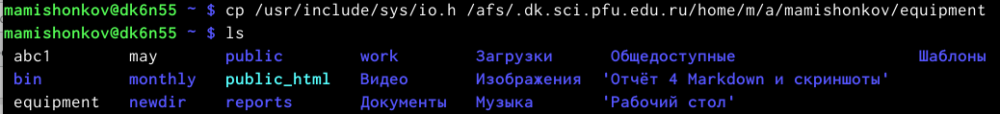 mamishonkov@dk6n55 ~ $ cp /usr/include/sys/io.h /afs/.dk.sci.pfu.edu.ru/home/m/a/mamishonkov/equipment
mamishonkov@dk6n55 ~ $ ls
abc1 may public work Загрузки Общедоступные Шаблоны
bin monthly public_html Видео Изображения 'Отчёт 4 Markdown и скриншоты'
equipment newdir reports Документы Музыка 'Рабочий стол'